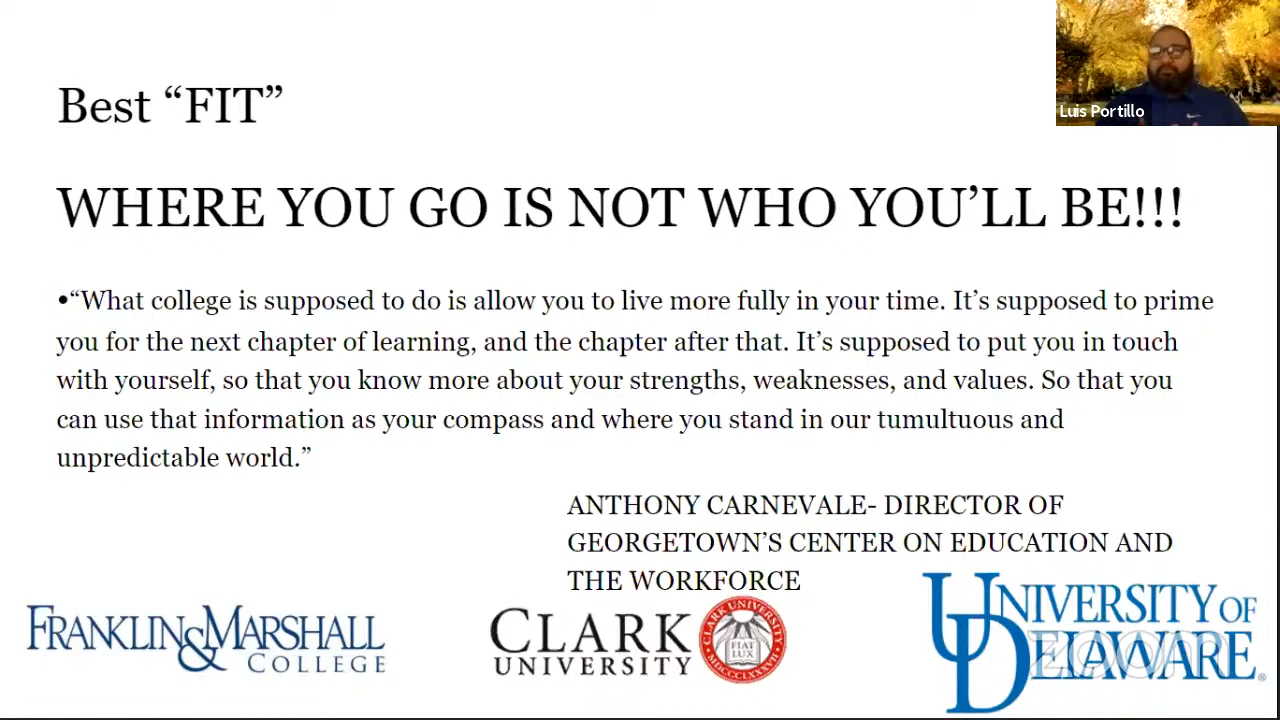 Luis Portillo
Best “FIT”
WHERE YOU GO IS NOT WHO YOU’LL BE!!!
•“What college is supposed to do is allow you to live more fully in your time. It’s supposed to prime
you for the next chapter of learning, and the chapter after that. It’s supposed to put you in touch
with yourself, so that you know more about your strengths, weaknesses, and values. So that you
can use that information as your compass and where you stand in our tumultuous and
unpredictable world.”
ANTHONY CARNEVALE- DIRECTOR OF
GEORGETOWN’S CENTER ON EDUCATION AND
THE WORKFORCE
FRANKLIN & MARSHALL
COLLEGE
CLARK
UNIVERSITY
CLARK UNIVERSITY
FIAT
LUX
MDCCCLXXXVII
UNIVERSITY OF
DELAWARE®
zoom